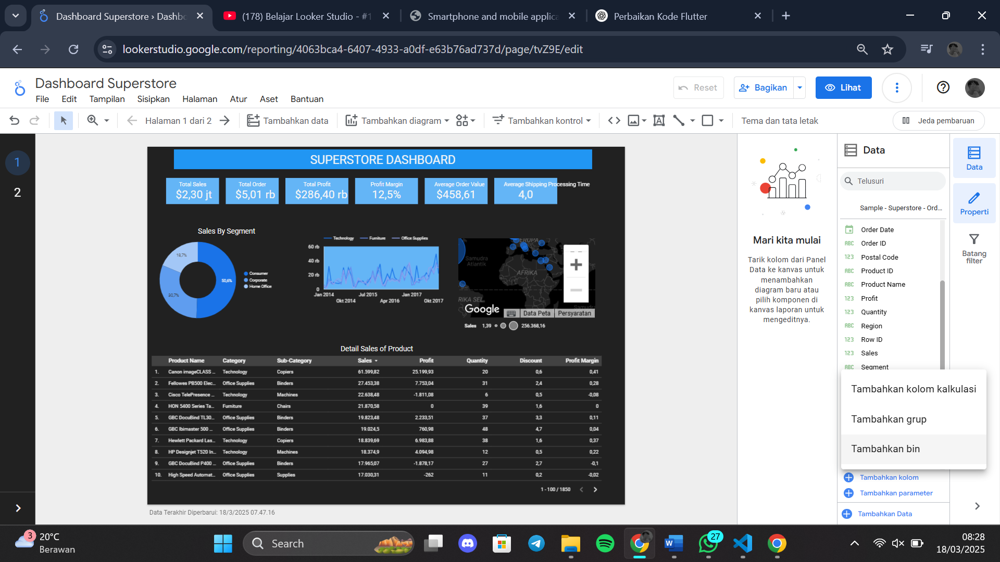 Dashboard Superstore › Dashbo
(178) Belajar Looker Studio - #1
Smartphone and mobile applica
Perbaikan Kode Flutter
lookerstudio.google.com/reporting/4063bca4-6407-4933-a0df-e63b76ad737d/page/tvZ9E/edit
Dashboard Superstore
File Edit Tampilan Sisipkan Halaman Atur Aset Bantuan
Reset
Bagikan
Lihat
Halaman 1 dari 2
Tambahkan data
Tambahkan diagram
Tambahkan kontrol
Tema dan tata letak
Jeda pembaruan
1
2
SUPERSTORE DASHBOARD
Total Sales
$2,30 jt
Total Order
$5,01 rb
Total Profit
$286,40 rb
Profit Margin
12,5%
Average Order Value
$458,61
Average Shipping Processing Time
4,0
Sales By Segment
18,7%
50,6%
30,7%
Consumer
Corporate
Home Office
Technology Furniture Office Supplies
60 rb
40 rb
20 rb
0
Jan 2014 Jul 2015 Jan 2017
Okt 2014 Apr 2016 Okt 2017
EROPA
Samudra
Atlantik
AFRIKA
RIKA SEL.
Samudra
Google
Data Peta
Persyaratan
Sales 1,39 256.368,16
Detail Sales of Product
Product Name Category Sub-Category Sales Profit Quantity Discount Profit Margin
1. Canon imageCLASS ... Technology Copiers 61.599,82 25.199,93 20 0,6 0,41
2. Fellowes PB500 Elec... Office Supplies Binders 27.453,38 7.753,04 31 2,4 0,28
3. Cisco TelePresence ... Technology Machines 22.638,48 -1.811,08 6 0,5 -0,08
4. HON 5400 Series Ta... Furniture Chairs 21.870,58 0 39 1,6 0
5. GBC DocuBind TL30... Office Supplies Binders 19.823,48 2.233,51 37 3,3 0,11
6. GBC Ibimaster 500 ... Office Supplies Binders 19.024,5 760,98 48 4,7 0,04
7. Hewlett Packard Las... Technology Copiers 18.839,69 6.983,88 38 1,6 0,37
8. HP Designjet T520 In... Technology Machines 18.374,9 4.094,98 12 0,5 0,22
9. GBC DocuBind P400 ... Office Supplies Binders 17.965,07 -1.878,17 27 2,7 -0,1
10. High Speed Automat... Office Supplies Supplies 17.030,31 -262 11 0,2 -0,02
1 - 100 / 1850
Data Terakhir Diperbarui: 18/3/2025 07.47.16
Mari kita mulai
Tarik kolom dari Panel
Data ke kanvas untuk
menambahkan
diagram baru atau
pilih komponen di
kanvas laporan untuk
mengeditnya.
Data
Telusuri
Sample - Superstore - Ord...
Order Date
ABC Order ID
123 Postal Code
ABC Product ID
ABC Product Name
123 Profit
123 Quantity
ABC Region
123 Row ID
123 Sales
ABC Segment
Tambahkan kolom kalkulasi
Tambahkan grup
Tambahkan bin
Tambahkan kolom
Tambahkan parameter
Tambahkan Data
Data
Properti
Batang
filter
3
20°C
Berawan
Search
27
08:28
18/03/2025